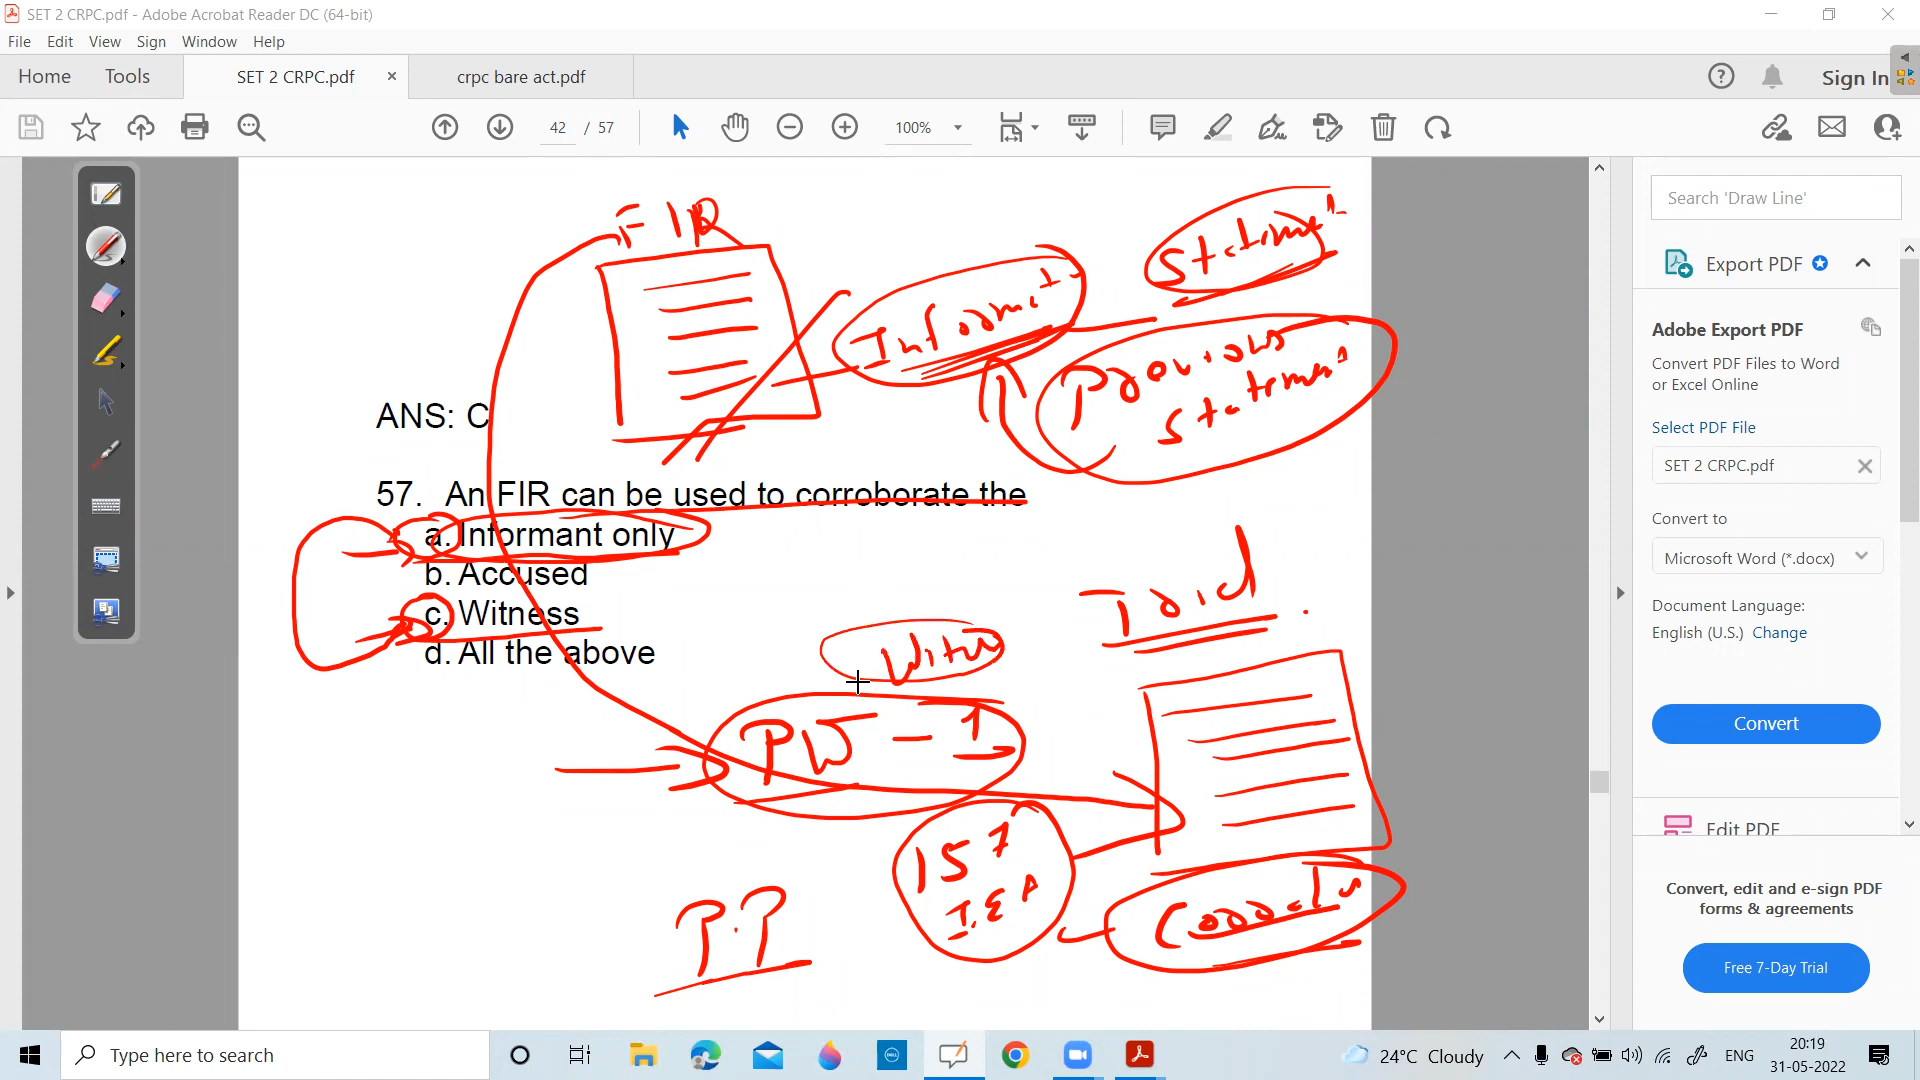 SET 2 CRPC.pdf - Adobe Acrobat Reader DC (64-bit)
File Edit View Sign Window Help
Home Tools SET 2 CRPC.pdf × crpc bare act.pdf Sign In
42 / 57 100%
FIR
Statement
Search 'Draw Line'
Informt
Export PDF
Previous
Statement
Adobe Export PDF
Convert PDF Files to Word
or Excel Online
ANS: C
Select PDF File
SET 2 CRPC.pdf
57. An FIR can be used to corroborate the
a. Informant only
b. Accused
c. Witness
d. All the above
Convert to
Microsoft Word (*.docx)
Document Language:
English (U.S.) Change
PW - 1
Convert
157
I.E A
P.P
Edit PDF
Convert, edit and e-sign PDF
forms & agreements
Free 7-Day Trial
Type here to search
24°C Cloudy
ENG
20:19
31-05-2022